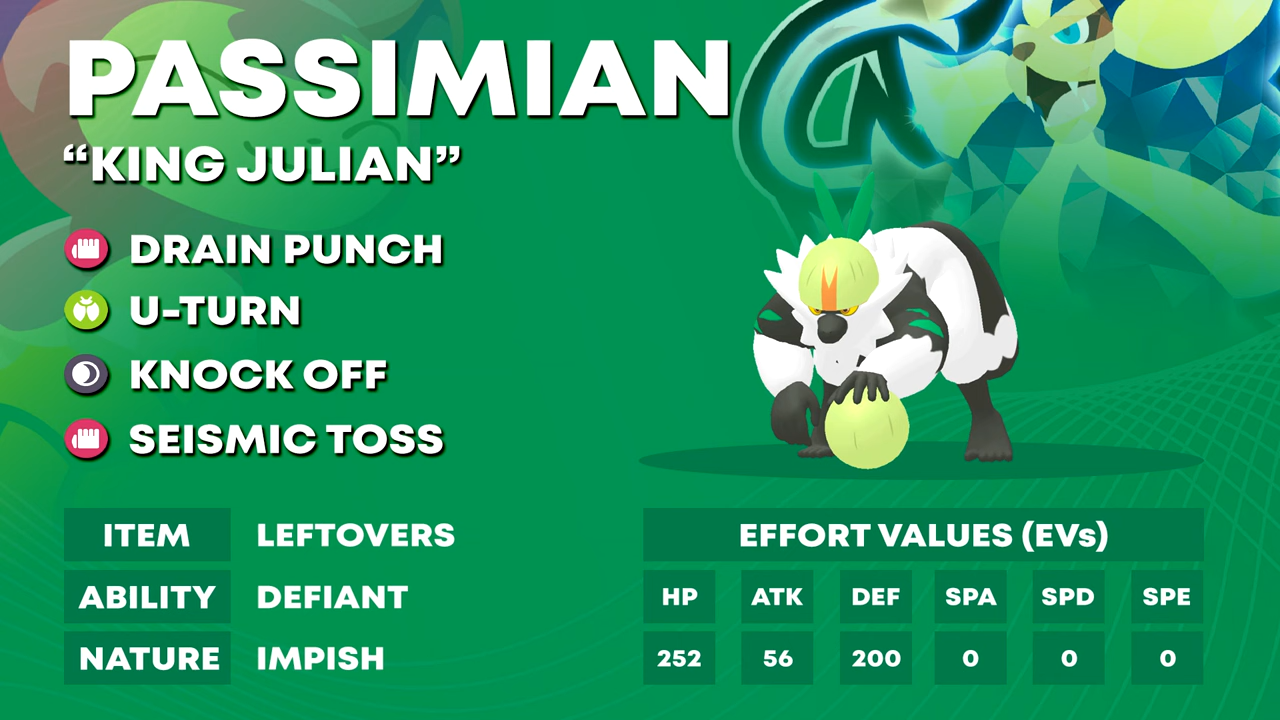 PASSIMIAN
“KING JULIAN”
DRAIN PUNCH
U-TURN
KNOCK OFF
SEISMIC TOSS
ITEM LEFTOVERS
ABILITY DEFIANT
NATURE IMPISH
EFFORT VALUES (EVs)
HP ATK DEF SPA SPD SPE
252 56 200 0 0 0